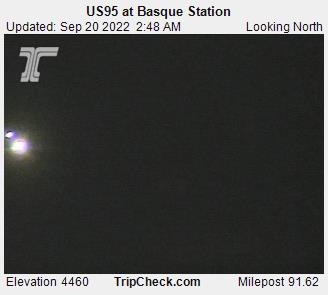 US95 at Basque Station
Updated: Sep 20 2022 2:48 AM Looking North
Elevation 4460 TripCheck.com Milepost 91.62